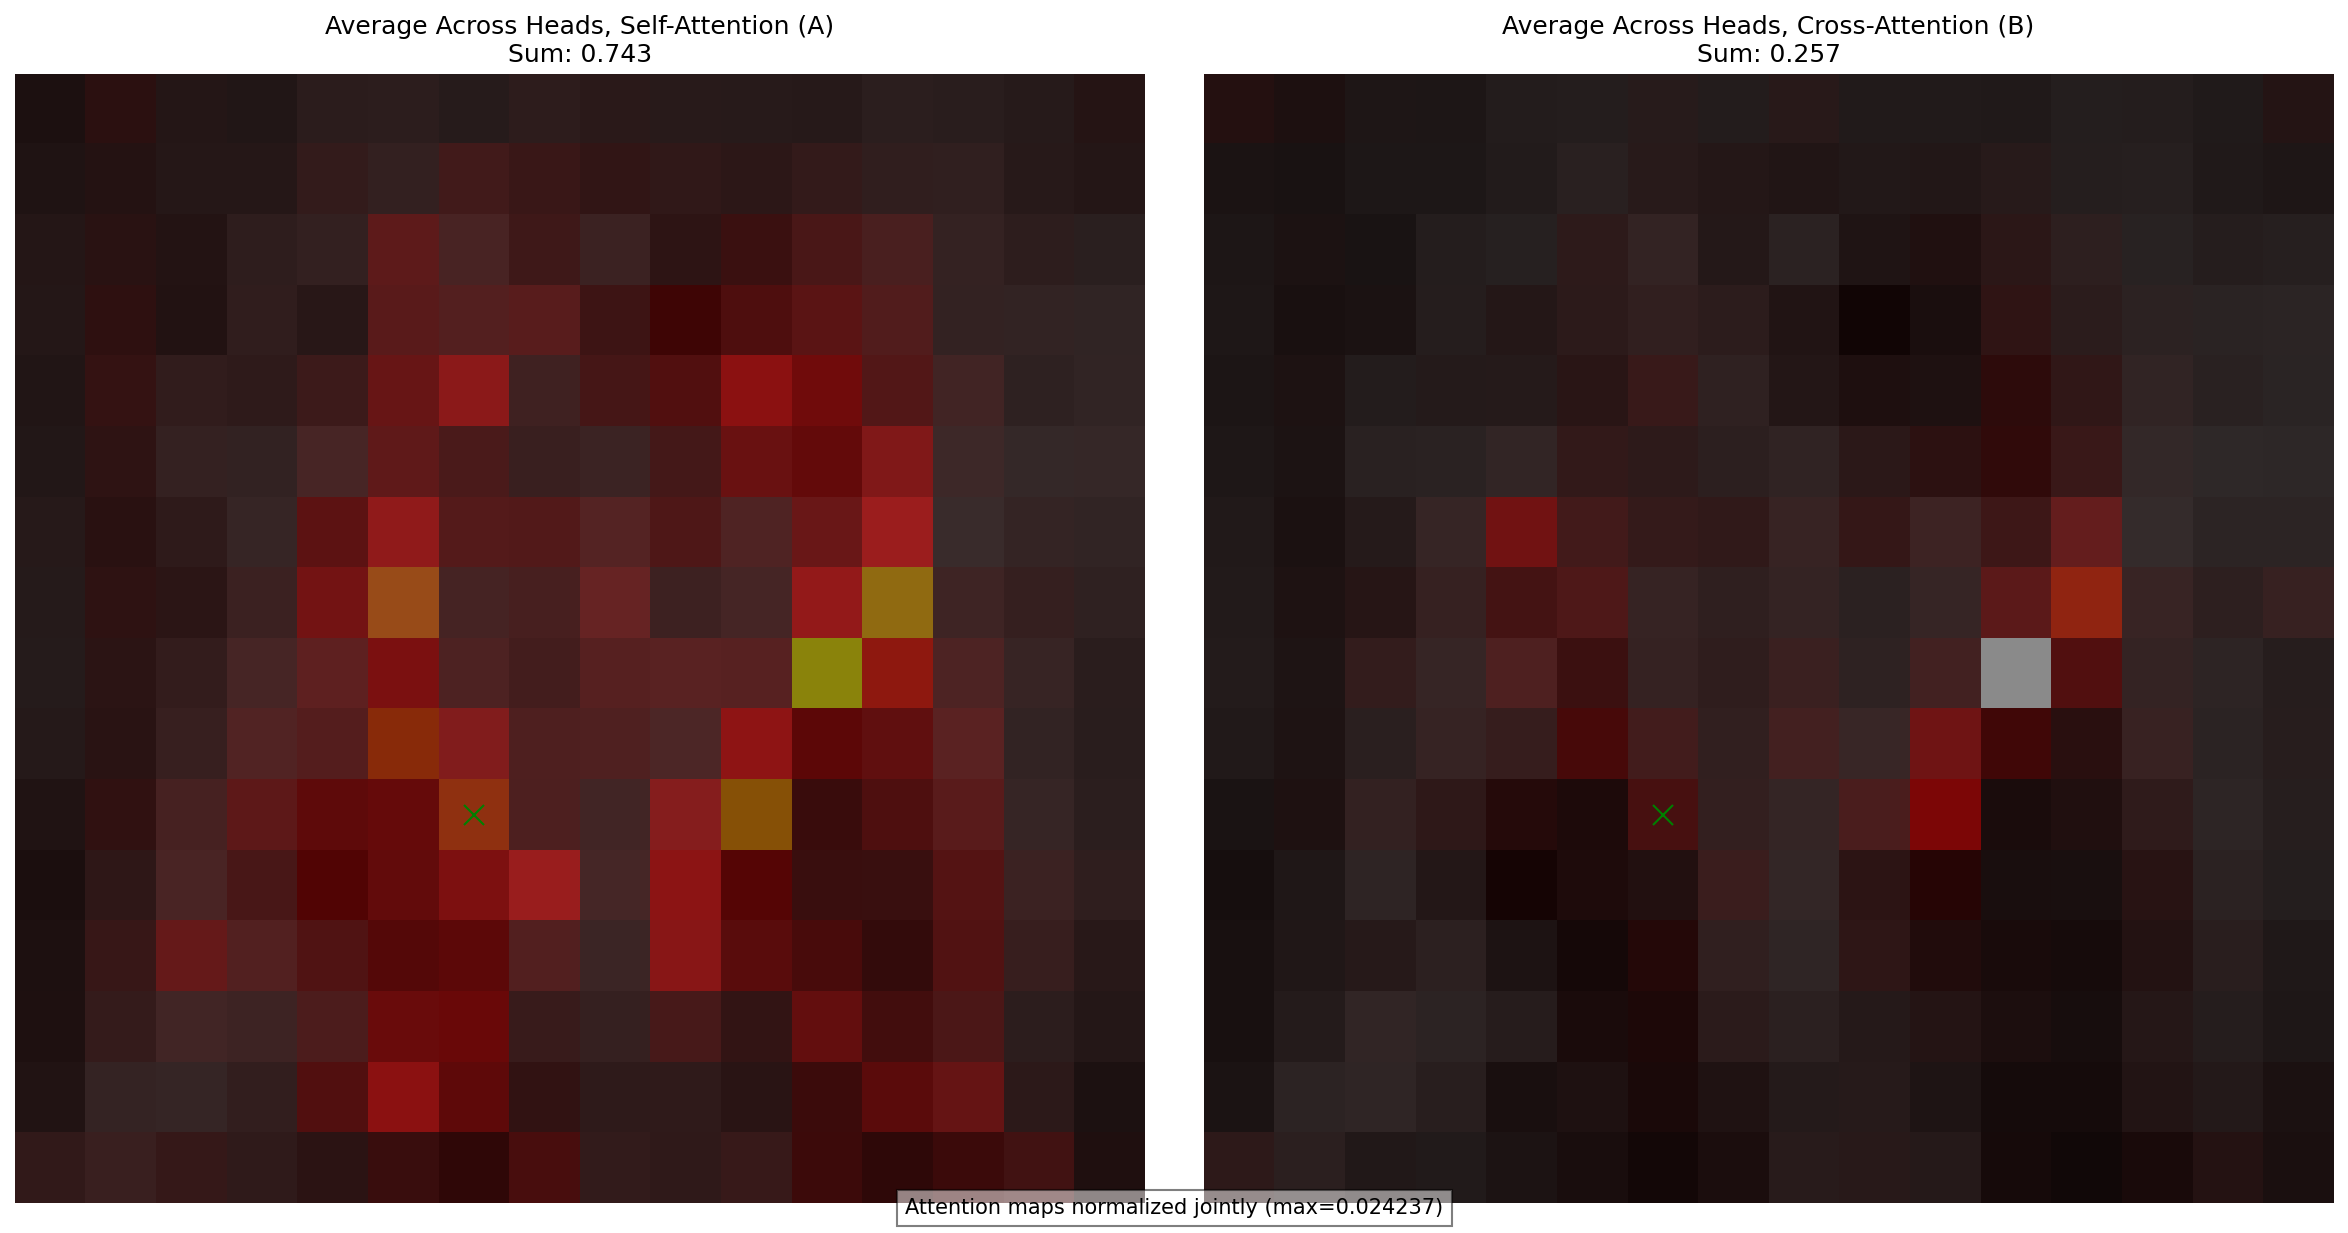 Average Across Heads, Self-Attention (A)
Sum: 0.743
Average Across Heads, Cross-Attention (B)
Sum: 0.257
Attention maps normalized jointly (max=0.024237)